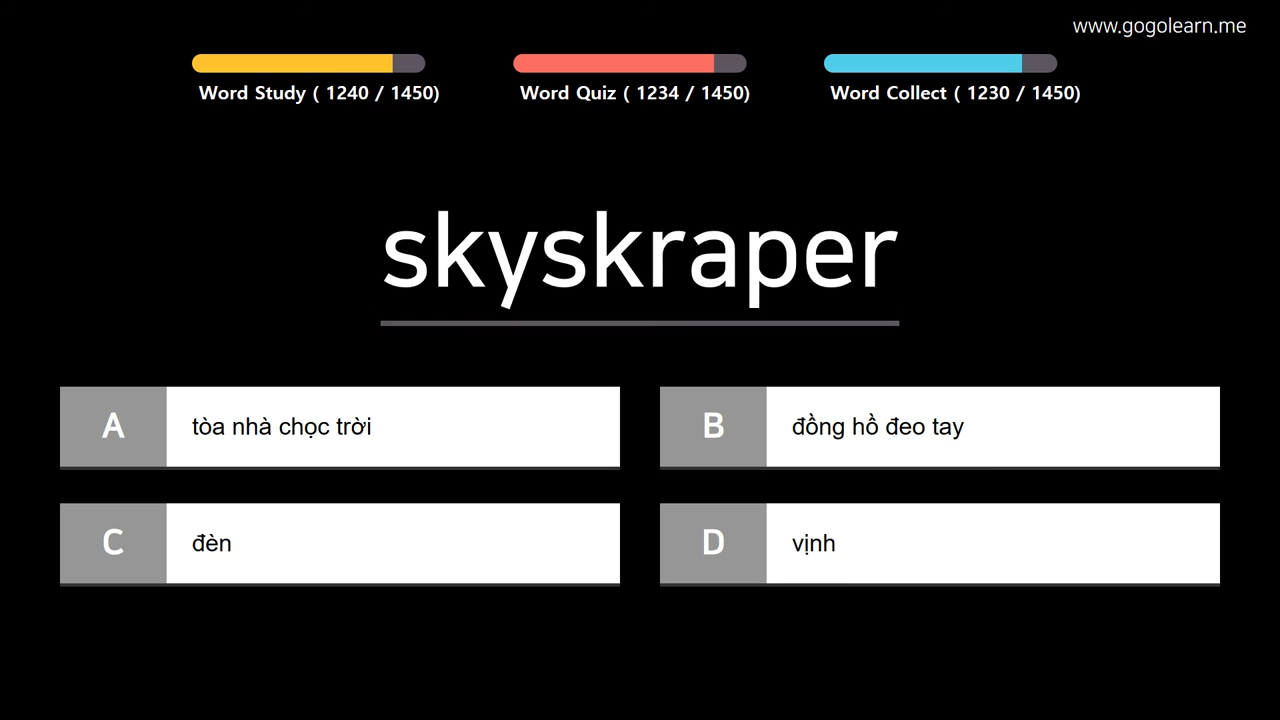 www.gogolearn.me
Word Study ( 1240 / 1450)
Word Quiz ( 1234 / 1450)
Word Collect ( 1230 / 1450)
skyskraper
A tòa nhà chọc trời
B đồng hồ đeo tay
C đèn
D vịnh